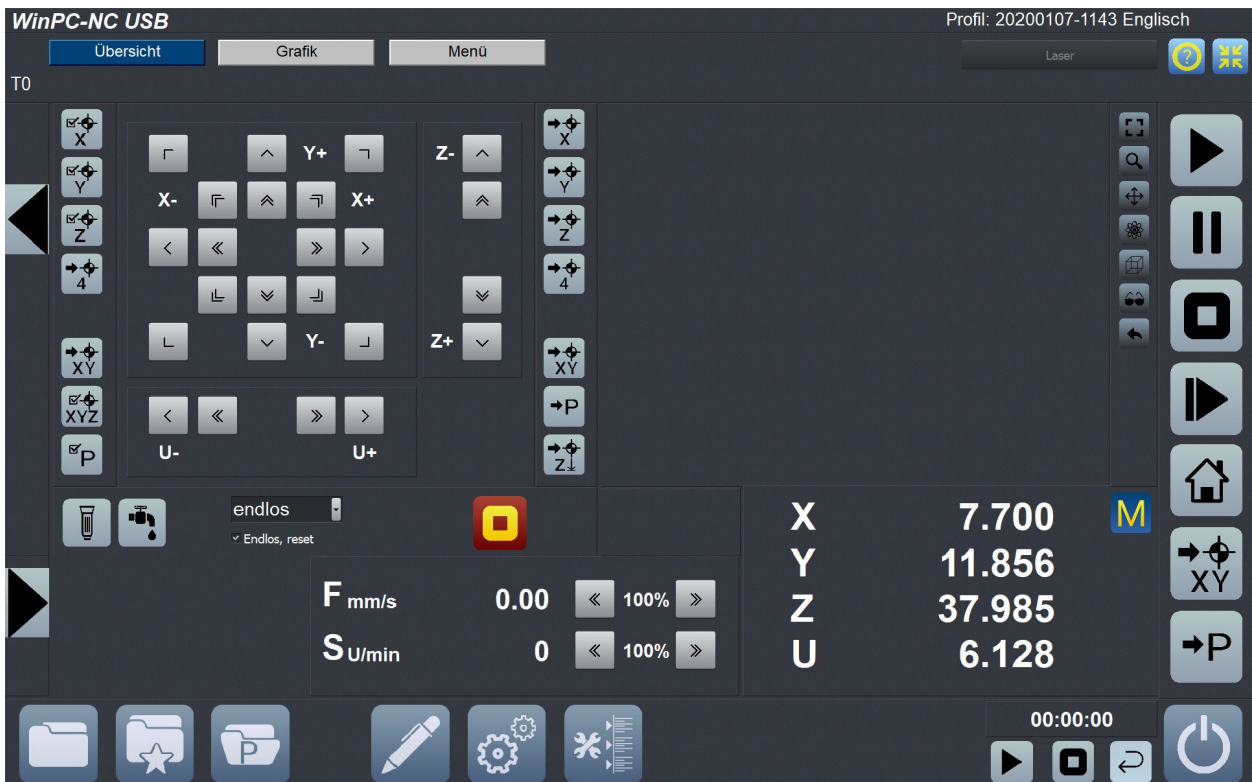 WinPC-NC USB
Profil: 20200107-1143 Englisch
Übersicht
Grafik
Menü
Laser
?
T0
X
Y
Z
4
XY
XYZ
P
Y+
X-
X+
Y-
Z-
Z+
U-
U+
X
Y
Z
4
XY
P
Z
endlos
Endlos, reset
F mm/s 0.00 100%
S U/min 0 100%
X 7.700
Y 11.856
Z 37.985
U 6.128
M
XY
P
P
00:00:00